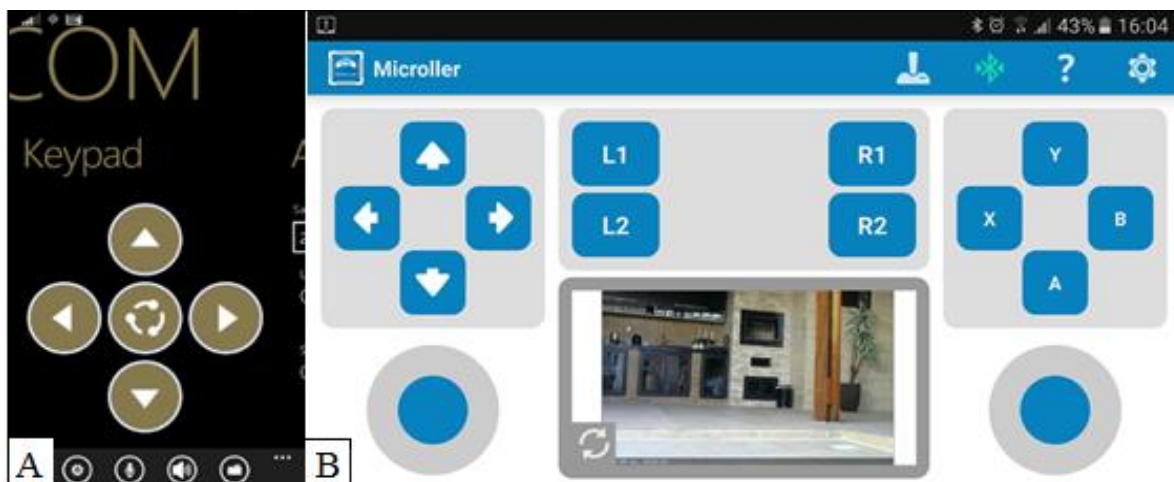 COM
Keypad
A
43% 16:04
Microller
?
L1
R1
L2
R2
Y
X
B
A
A
B